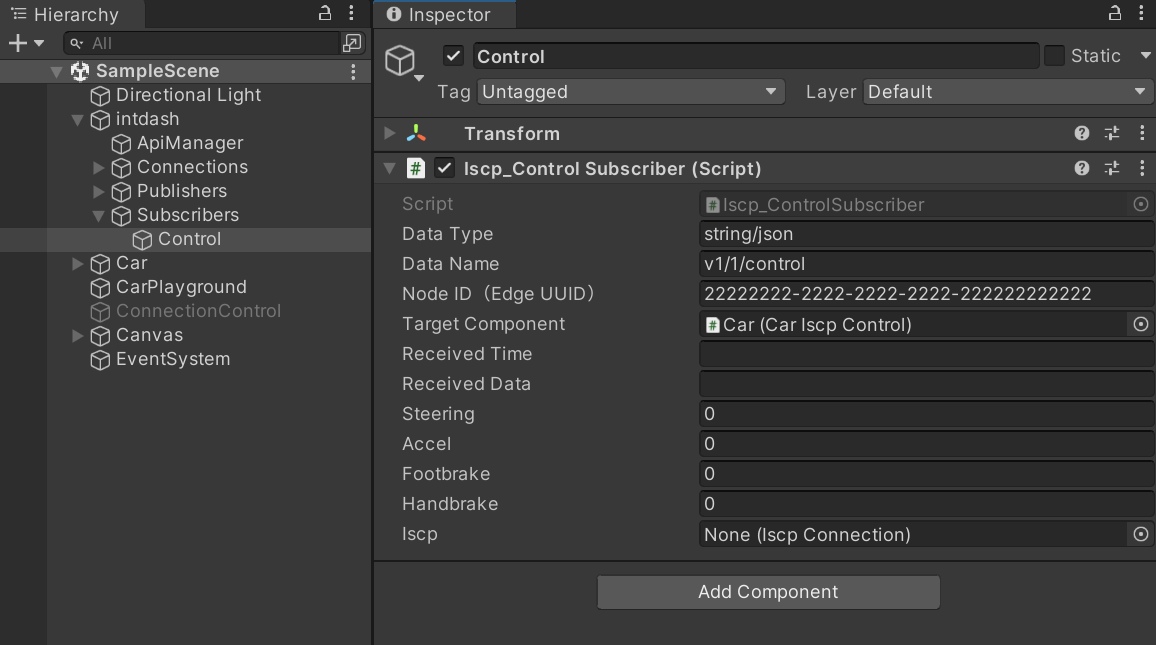 Hierarchy
All
SampleScene
Directional Light
intdash
ApiManager
Connections
Publishers
Subscribers
Control
Car
CarPlayground
ConnectionControl
Canvas
EventSystem
Inspector
Control
Static
Tag Untagged
Layer Default
Transform
Iscp_Control Subscriber (Script)
Script Iscp_ControlSubscriber
Data Type string/json
Data Name v1/1/control
Node ID（Edge UUID） 22222222-2222-2222-2222-222222222222
Target Component Car (Car Iscp Control)
Received Time
Received Data
Steering 0
Accel 0
Footbrake 0
Handbrake 0
Iscp None (Iscp Connection)
Add Component